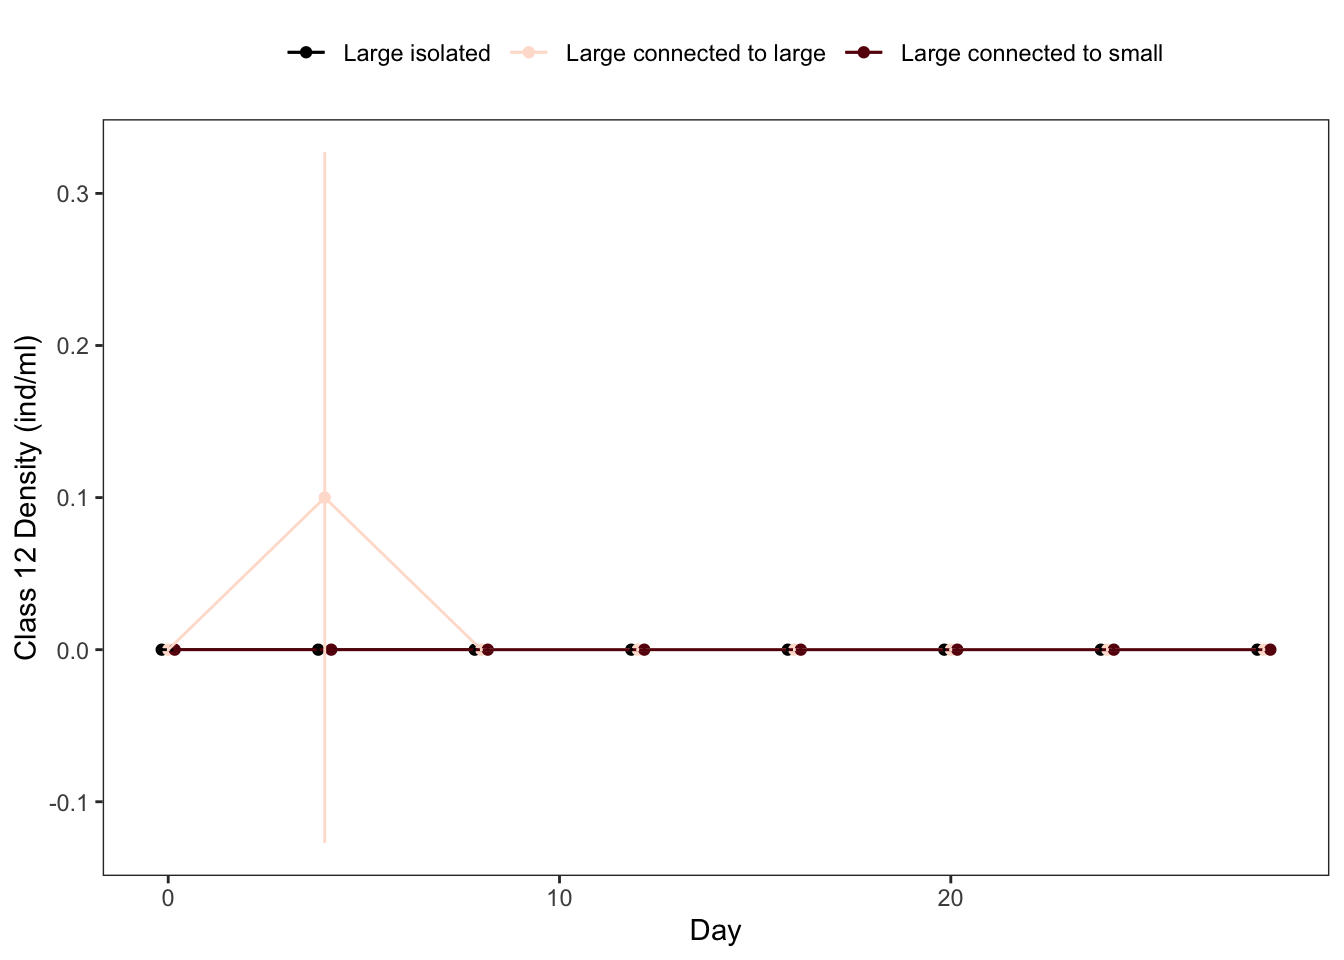 Large isolated Large connected to large Large connected to small
Class 12 Density (ind/ml)
0.3
0.2
0.1
0.0
-0.1
0 10 20
Day